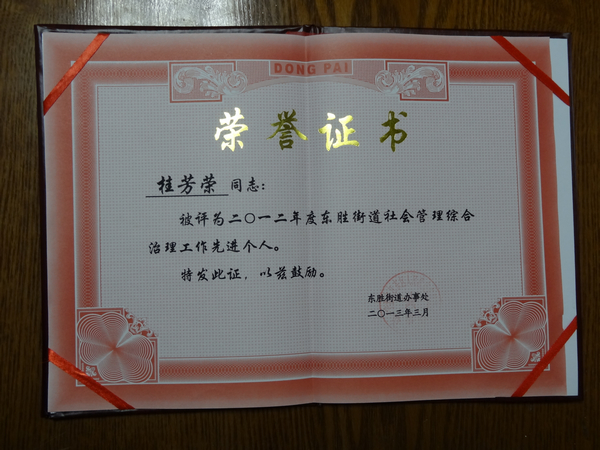 DONG PAI
荣誉证书
桂芳荣 同志：
被评为二〇一二年度东胜街道社会管理综合
治理工作先进个人。
特发此证，以兹鼓励。
东胜街道办事处
二〇一三年三月